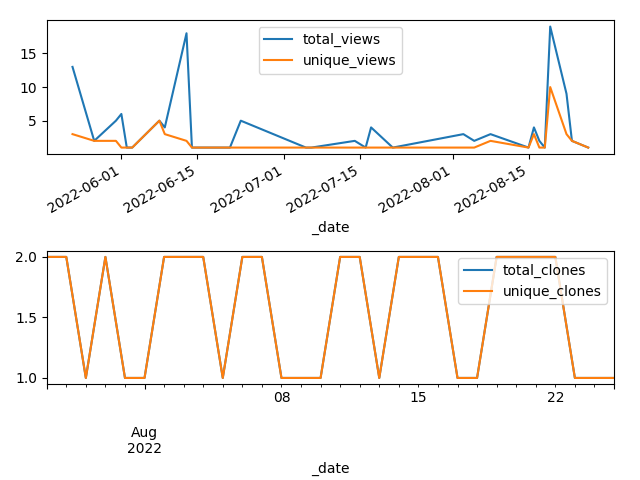 total_views
unique_views
15
10
5
2022-06-01
2022-06-15
2022-07-01
2022-07-15
2022-08-01
2022-08-15
_date
total_clones
unique_clones
2.0
1.5
1.0
08
15
22
Aug
2022
_date